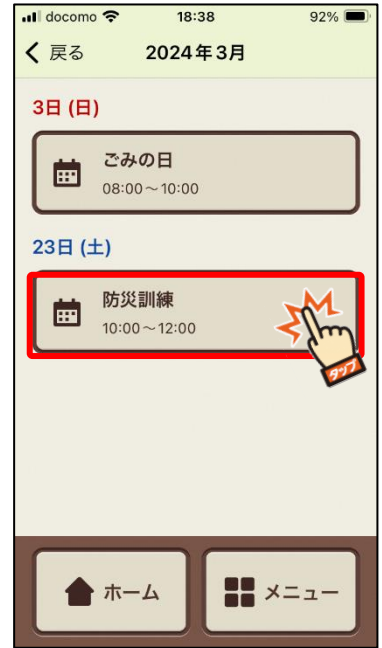 docomo 18:38 92%
戻る 2024年3月
3日 (日)
ごみの日
08:00～10:00
23日 (土)
防災訓練
10:00～12:00
タップ
ホーム メニュー